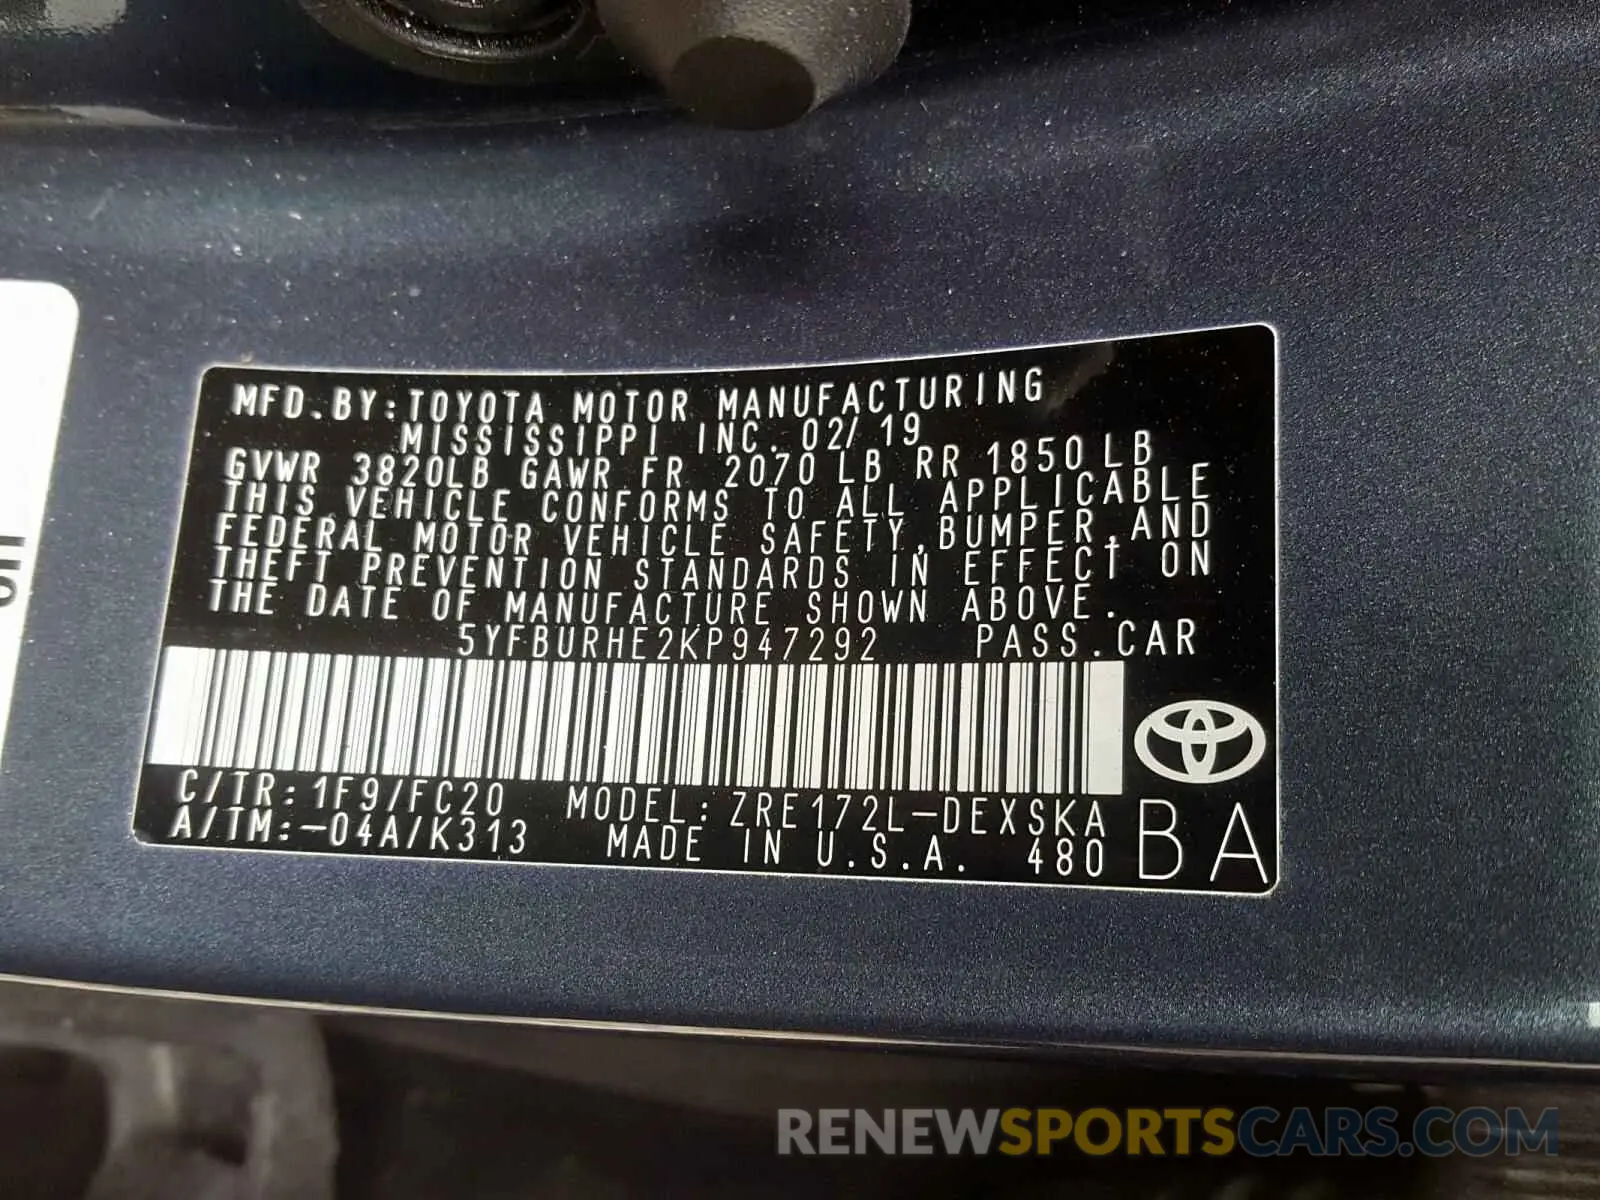 MFD.BY:TOYOTA MOTOR MANUFACTURING
MISSISSIPPI INC. 02/19
GVWR 3820LB GAWR FR 2070 LB RR 1850 LB
THIS VEHICLE CONFORMS TO ALL APPLICABLE
FEDERAL MOTOR VEHICLE SAFETY,BUMPER,AND
THEFT PREVENTION STANDARDS IN EFFECT ON
THE DATE OF MANUFACTURE SHOWN ABOVE.
5YFBURHE2KP947292 PASS.CAR
C/TR:1F9/FC20 MODEL:ZRE172L-DEXSKA
A/TM:-04A/K313 MADE IN U.S.A. 480
BA
RENEWSPORTSCARS.COM